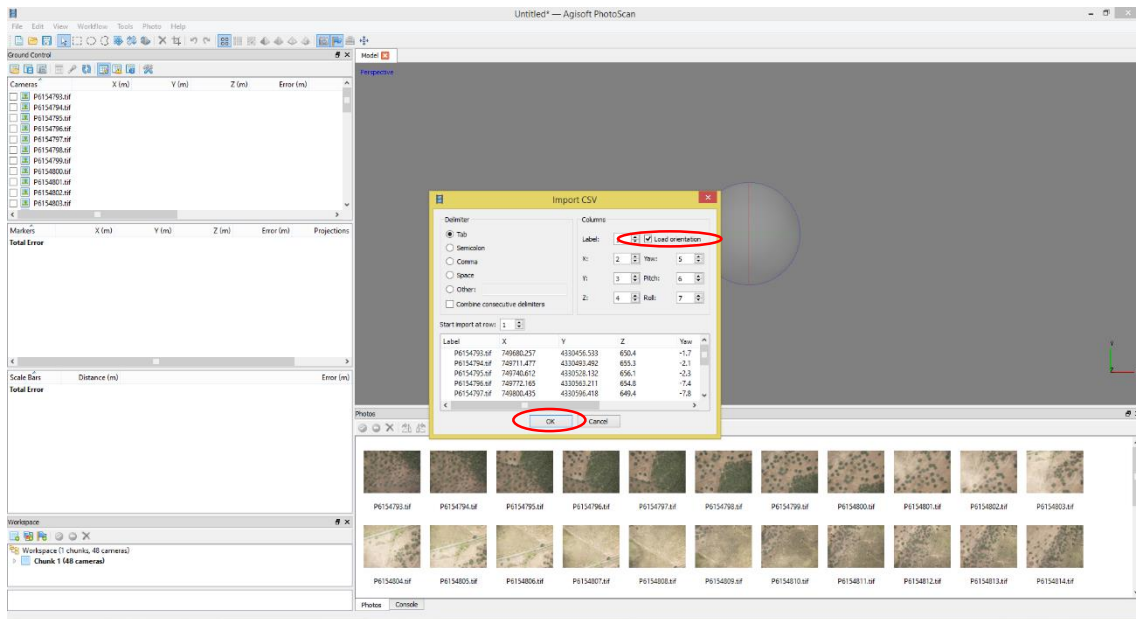 Untitled* — Agisoft PhotoScan
File Edit View Workflow Tools Photo Help
Ground Control
Cameras X (m) Y (m) Z (m) Error (m)
P6154793.tif
P6154794.tif
P6154795.tif
P6154796.tif
P6154797.tif
P6154798.tif
P6154799.tif
P6154800.tif
P6154801.tif
P6154802.tif
P6154803.tif
Markers X (m) Y (m) Z (m) Error (m) Projections
Total Error
Scale Bars Distance (m) Error (m)
Total Error
Workspace
Workspace (1 chunks, 48 cameras)
Chunk 1 (48 cameras)
Model
Perspective
Import CSV
Delimiter
Tab
Semicolon
Comma
Space
Other:
Combine consecutive delimiters
Columns
Label: Load orientation
X: 2 Yaw: 5
Y: 3 Pitch: 6
Z: 4 Roll: 7
Start import at row: 1
Label X Y Z Yaw
P6154793.tif 749680.257 4330456.533 650.4 -1.7
P6154794.tif 749711.477 4330493.492 655.3 -2.1
P6154795.tif 749740.612 4330528.132 656.1 -2.3
P6154796.tif 749772.165 4330563.211 654.8 -7.4
P6154797.tif 749800.435 4330596.418 649.4 -7.8
OK Cancel
Photos
P6154793.tif P6154794.tif P6154795.tif P6154796.tif P6154797.tif P6154798.tif P6154799.tif P6154800.tif P6154801.tif P6154802.tif P6154803.tif
P6154804.tif P6154805.tif P6154806.tif P6154807.tif P6154808.tif P6154809.tif P6154810.tif P6154811.tif P6154812.tif P6154813.tif P6154814.tif
Photos Console